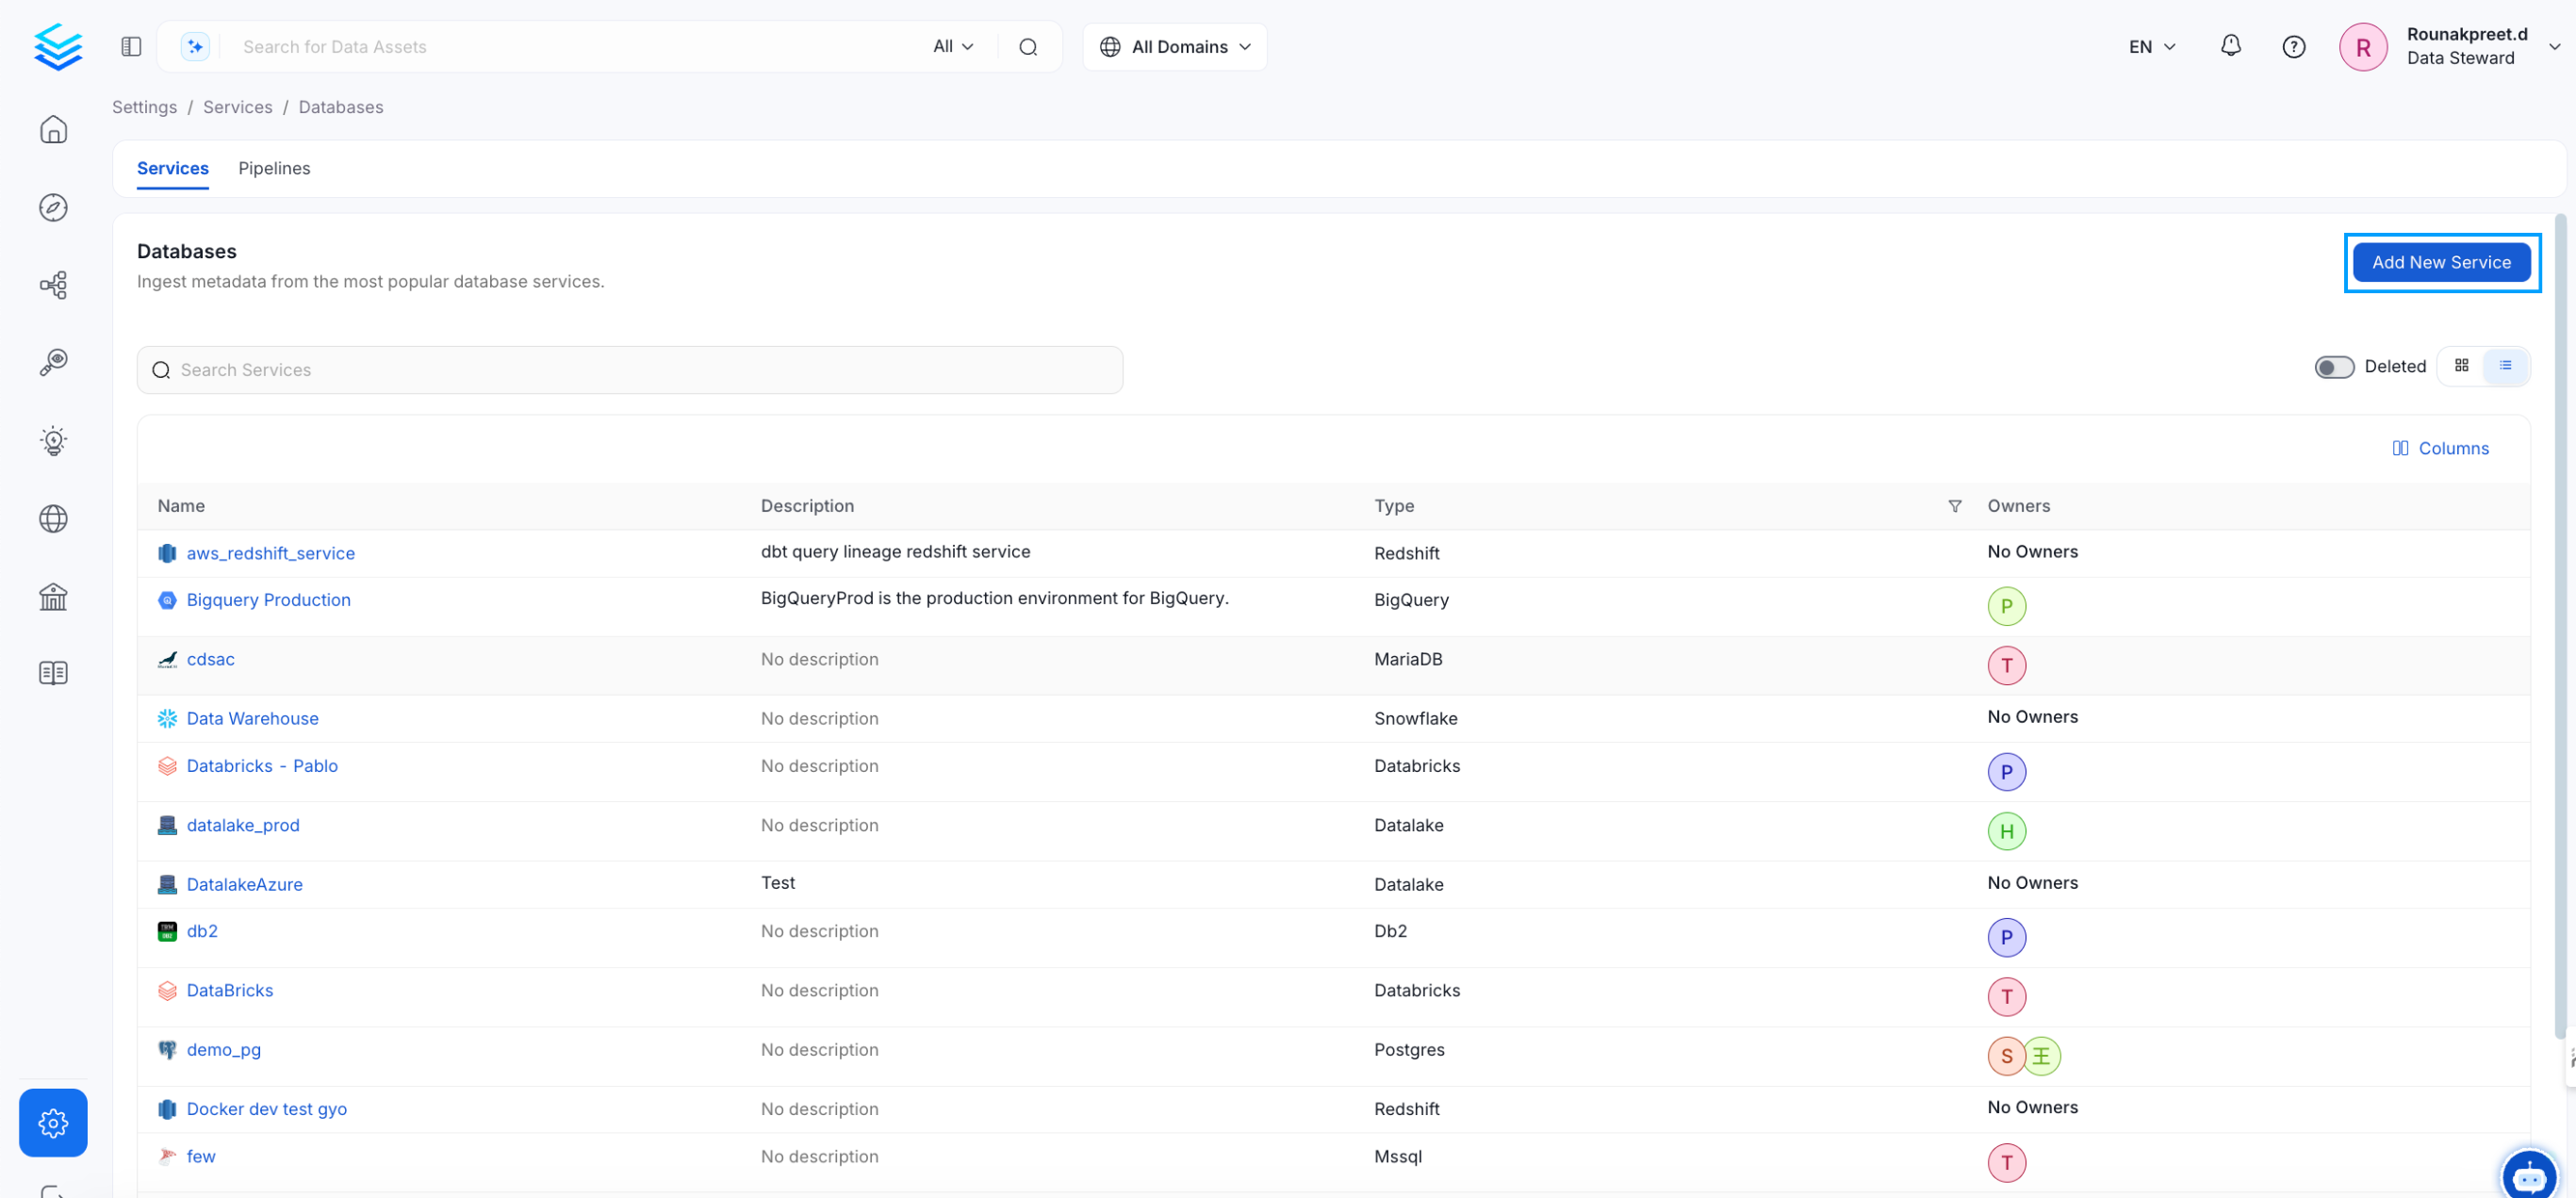 Search for Data Assets All All Domains EN R Rounakpreet.d
Data Steward
Settings / Services / Databases
Services Pipelines
Databases
Ingest metadata from the most popular database services.
Add New Service
Search Services Deleted
Columns
Name Description Type Owners
aws_redshift_service dbt query lineage redshift service Redshift No Owners
Bigquery Production BigQueryProd is the production environment for BigQuery. BigQuery P
cdsac No description MariaDB T
Data Warehouse No description Snowflake No Owners
Databricks - Pablo No description Databricks P
datalake_prod No description Datalake H
DatalakeAzure Test Datalake No Owners
db2 No description Db2 P
DataBricks No description Databricks T
demo_pg No description Postgres S 王
Docker dev test gyo No description Redshift No Owners
few No description Mssql T